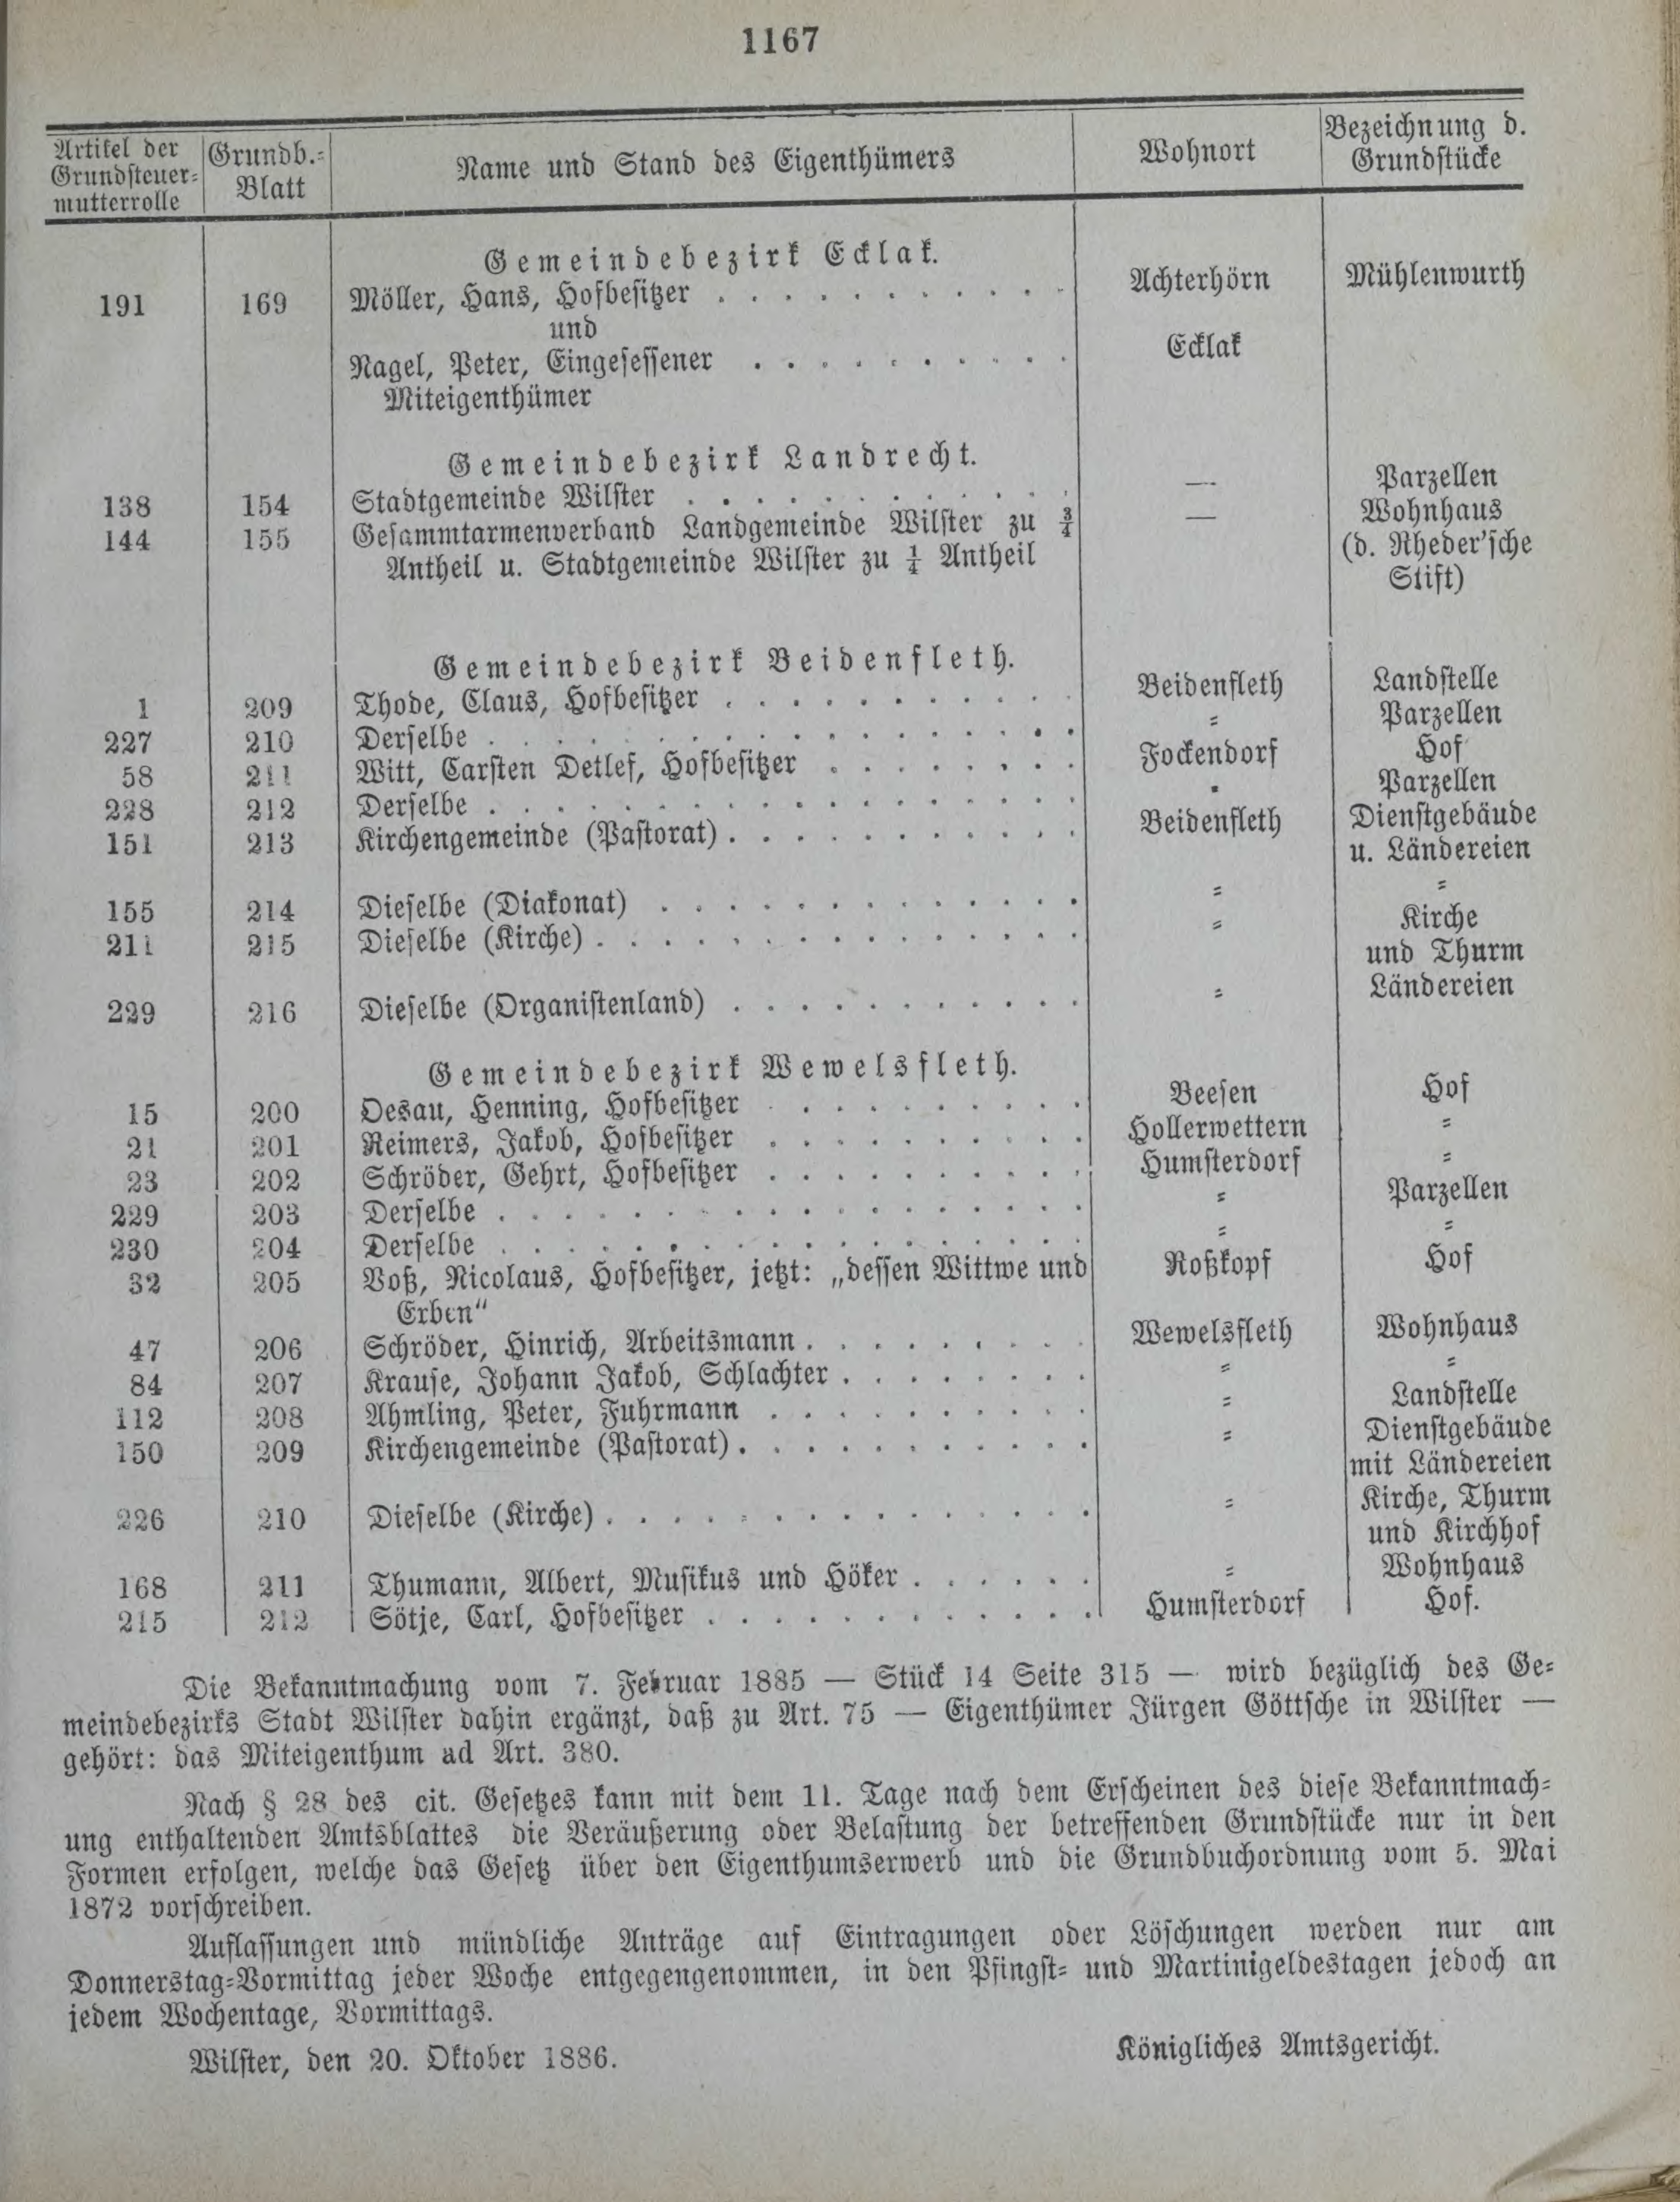 1167
Artikel der Grundsteuer= mutterrolle | Grundb.= Blatt | Name und Stand des Eigenthümers | Wohnort | Bezeichnung d. Grundstücke
Gemeindebezirk Ecklak.
191 169 Möller, Hans, Hofbesitzer . . . . . . . . . . . Achterhörn Mühlenwurth
und
Nagel, Peter, Eingesessener . . . . . . . . . . Ecklak
Miteigenthümer
Gemeindebezirk Landrecht.
138 154 Stadtgemeinde Wilster . . . . . . . . . . . . — Parzellen
144 155 Gesammtarmenverband Landgemeinde Wilster zu ¾ — Wohnhaus
Antheil u. Stadtgemeinde Wilster zu ¼ Antheil (d. Rheder'sche
Stift)
Gemeindebezirk Beidenfleth.
1 209 Thode, Claus, Hofbesitzer . . . . . . . . . . . Beidenfleth Landstelle
227 210 Derselbe . . . . . . . . . . . . . . . . . . = Parzellen
58 211 Witt, Carsten Detlef, Hofbesitzer . . . . . . . . Fockendorf Hof
228 212 Derselbe . . . . . . . . . . . . . . . . . . = Parzellen
151 213 Kirchengemeinde (Pastorat) . . . . . . . . . . . Beidenfleth Dienstgebäude
u. Ländereien
155 214 Dieselbe (Diakonat) . . . . . . . . . . . . . = =
211 215 Dieselbe (Kirche) . . . . . . . . . . . . . . . = Kirche
und Thurm
229 216 Dieselbe (Organistenland) . . . . . . . . . . . = Ländereien
Gemeindebezirk Wewelsfleth.
15 200 Desau, Henning, Hofbesitzer . . . . . . . . . . Beesen Hof
21 201 Reimers, Jakob, Hofbesitzer . . . . . . . . . . Hollerwettern =
23 202 Schröder, Gehrt, Hofbesitzer . . . . . . . . . . Humsterdorf =
229 203 Derselbe . . . . . . . . . . . . . . . . . . = Parzellen
230 204 Derselbe . . . . . . . . . . . . . . . . . . = =
32 205 Voß, Nicolaus, Hofbesitzer, jetzt: „dessen Wittwe und Roßkopf Hof
Erben“
47 206 Schröder, Hinrich, Arbeitsmann . . . . . . . . . Wewelsfleth Wohnhaus
84 207 Krause, Johann Jakob, Schlachter . . . . . . . . = =
112 208 Ahmling, Peter, Fuhrmann . . . . . . . . . . = Landstelle
150 209 Kirchengemeinde (Pastorat) . . . . . . . . . . . = Dienstgebäude
mit Ländereien
226 210 Dieselbe (Kirche) . . . . . . . . . . . . . . . = Kirche, Thurm
und Kirchhof
168 211 Thumann, Albert, Musikus und Höker . . . . . . = Wohnhaus
215 212 Sötje, Carl, Hofbesitzer . . . . . . . . . . . . Humsterdorf Hof.
Die Bekanntmachung vom 7. Februar 1885 — Stück 14 Seite 315 — wird bezüglich des Ge=
meindebezirks Stadt Wilster dahin ergänzt, daß zu Art. 75 — Eigenthümer Jürgen Göttsche in Wilster —
gehört: das Miteigenthum ad Art. 380.
Nach § 28 des cit. Gesetzes kann mit dem 11. Tage nach dem Erscheinen des diese Bekanntmach=
ung enthaltenden Amtsblattes die Veräußerung oder Belastung der betreffenden Grundstücke nur in den
Formen erfolgen, welche das Gesetz über den Eigenthumserwerb und die Grundbuchordnung vom 5. Mai
1872 vorschreiben.
Auflassungen und mündliche Anträge auf Eintragungen oder Löschungen werden nur am
Donnerstag=Vormittag jeder Woche entgegengenommen, in den Pfingst= und Martinigeldestagen jedoch an
jedem Wochentage, Vormittags.
Wilster, den 20. Oktober 1886. Königliches Amtsgericht.